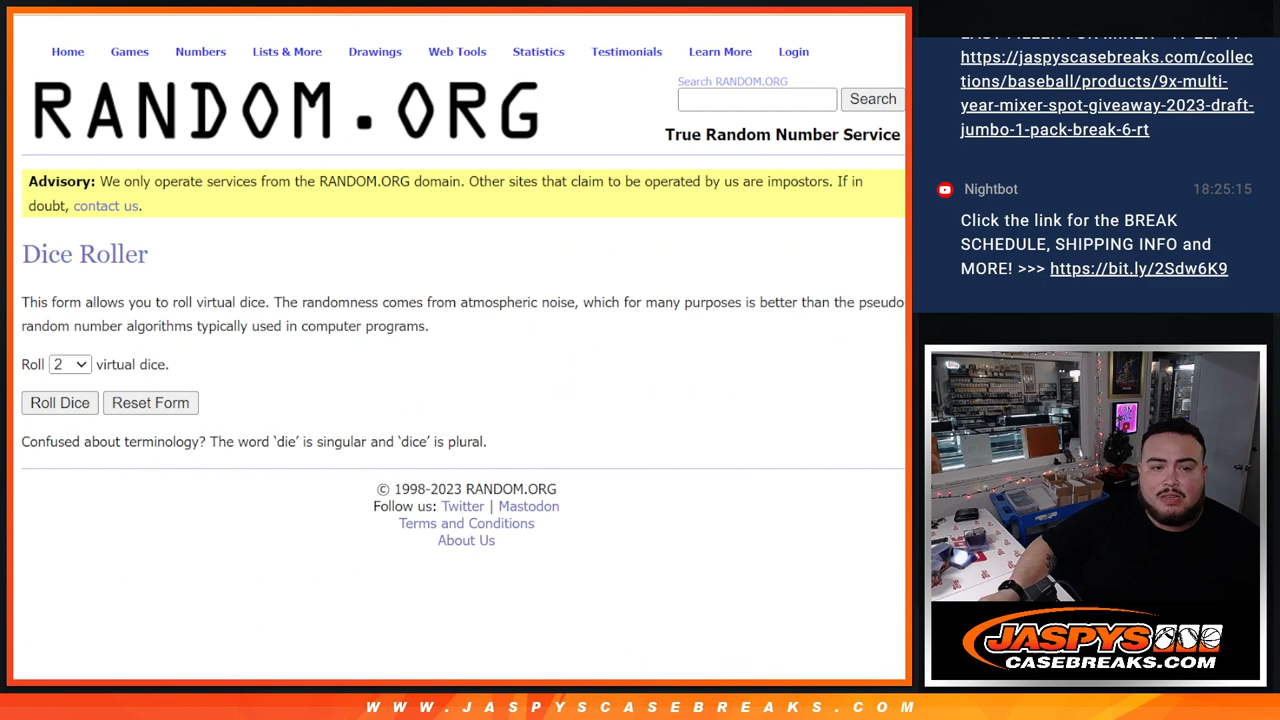 Home Games Numbers Lists & More Drawings Web Tools Statistics Testimonials Learn More Login
RANDOM.ORG
Search RANDOM.ORG
Search
True Random Number Service
Advisory: We only operate services from the RANDOM.ORG domain. Other sites that claim to be operated by us are impostors. If in
doubt, contact us.
Dice Roller
This form allows you to roll virtual dice. The randomness comes from atmospheric noise, which for many purposes is better than the pseudo-
random number algorithms typically used in computer programs.
Roll 2 virtual dice.
Roll Dice Reset Form
Confused about terminology? The word ‘die’ is singular and ‘dice’ is plural.
© 1998-2023 RANDOM.ORG
Follow us: Twitter | Mastodon
Terms and Conditions
About Us
https://jaspyscasebreaks.com/collec
tions/baseball/products/9x-multi-
year-mixer-spot-giveaway-2023-draft-
jumbo-1-pack-break-6-rt
Nightbot 18:25:15
Click the link for the BREAK
SCHEDULE, SHIPPING INFO and
MORE! >>> https://bit.ly/2Sdw6K9
JASPYS
CASEBREAKS.COM
WWW.JASPYSCASEBREAKS.COM